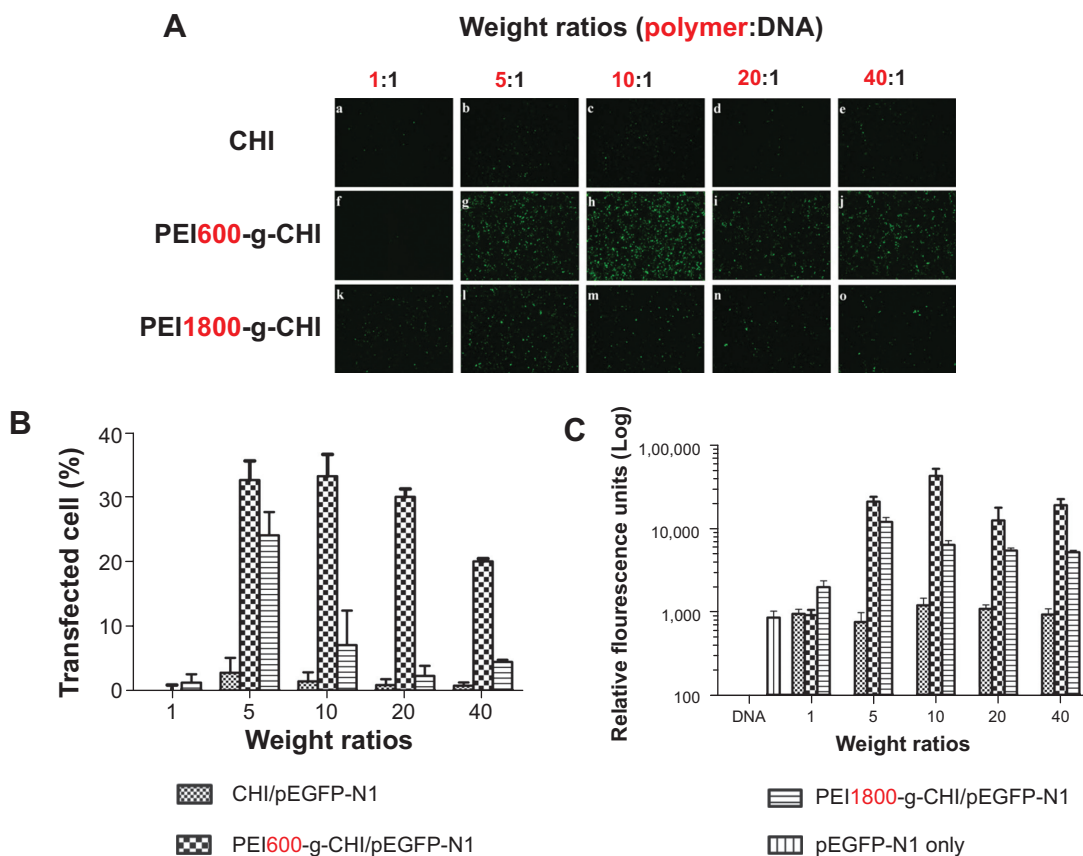 A
Weight ratios (polymer:DNA)
1:1 5:1 10:1 20:1 40:1
CHI
a b c d e
PEI600-g-CHI
f g h i j
PEI1800-g-CHI
k l m n o
B
Transfected cell (%)
40
30
20
10
0
1 5 10 20 40
Weight ratios
C
Relative flourescence units (Log)
1,00,000
10,000
1,000
100
DNA 1 5 10 20 40
Weight ratios
CHI/pEGFP-N1
PEI600-g-CHI/pEGFP-N1
PEI1800-g-CHI/pEGFP-N1
pEGFP-N1 only